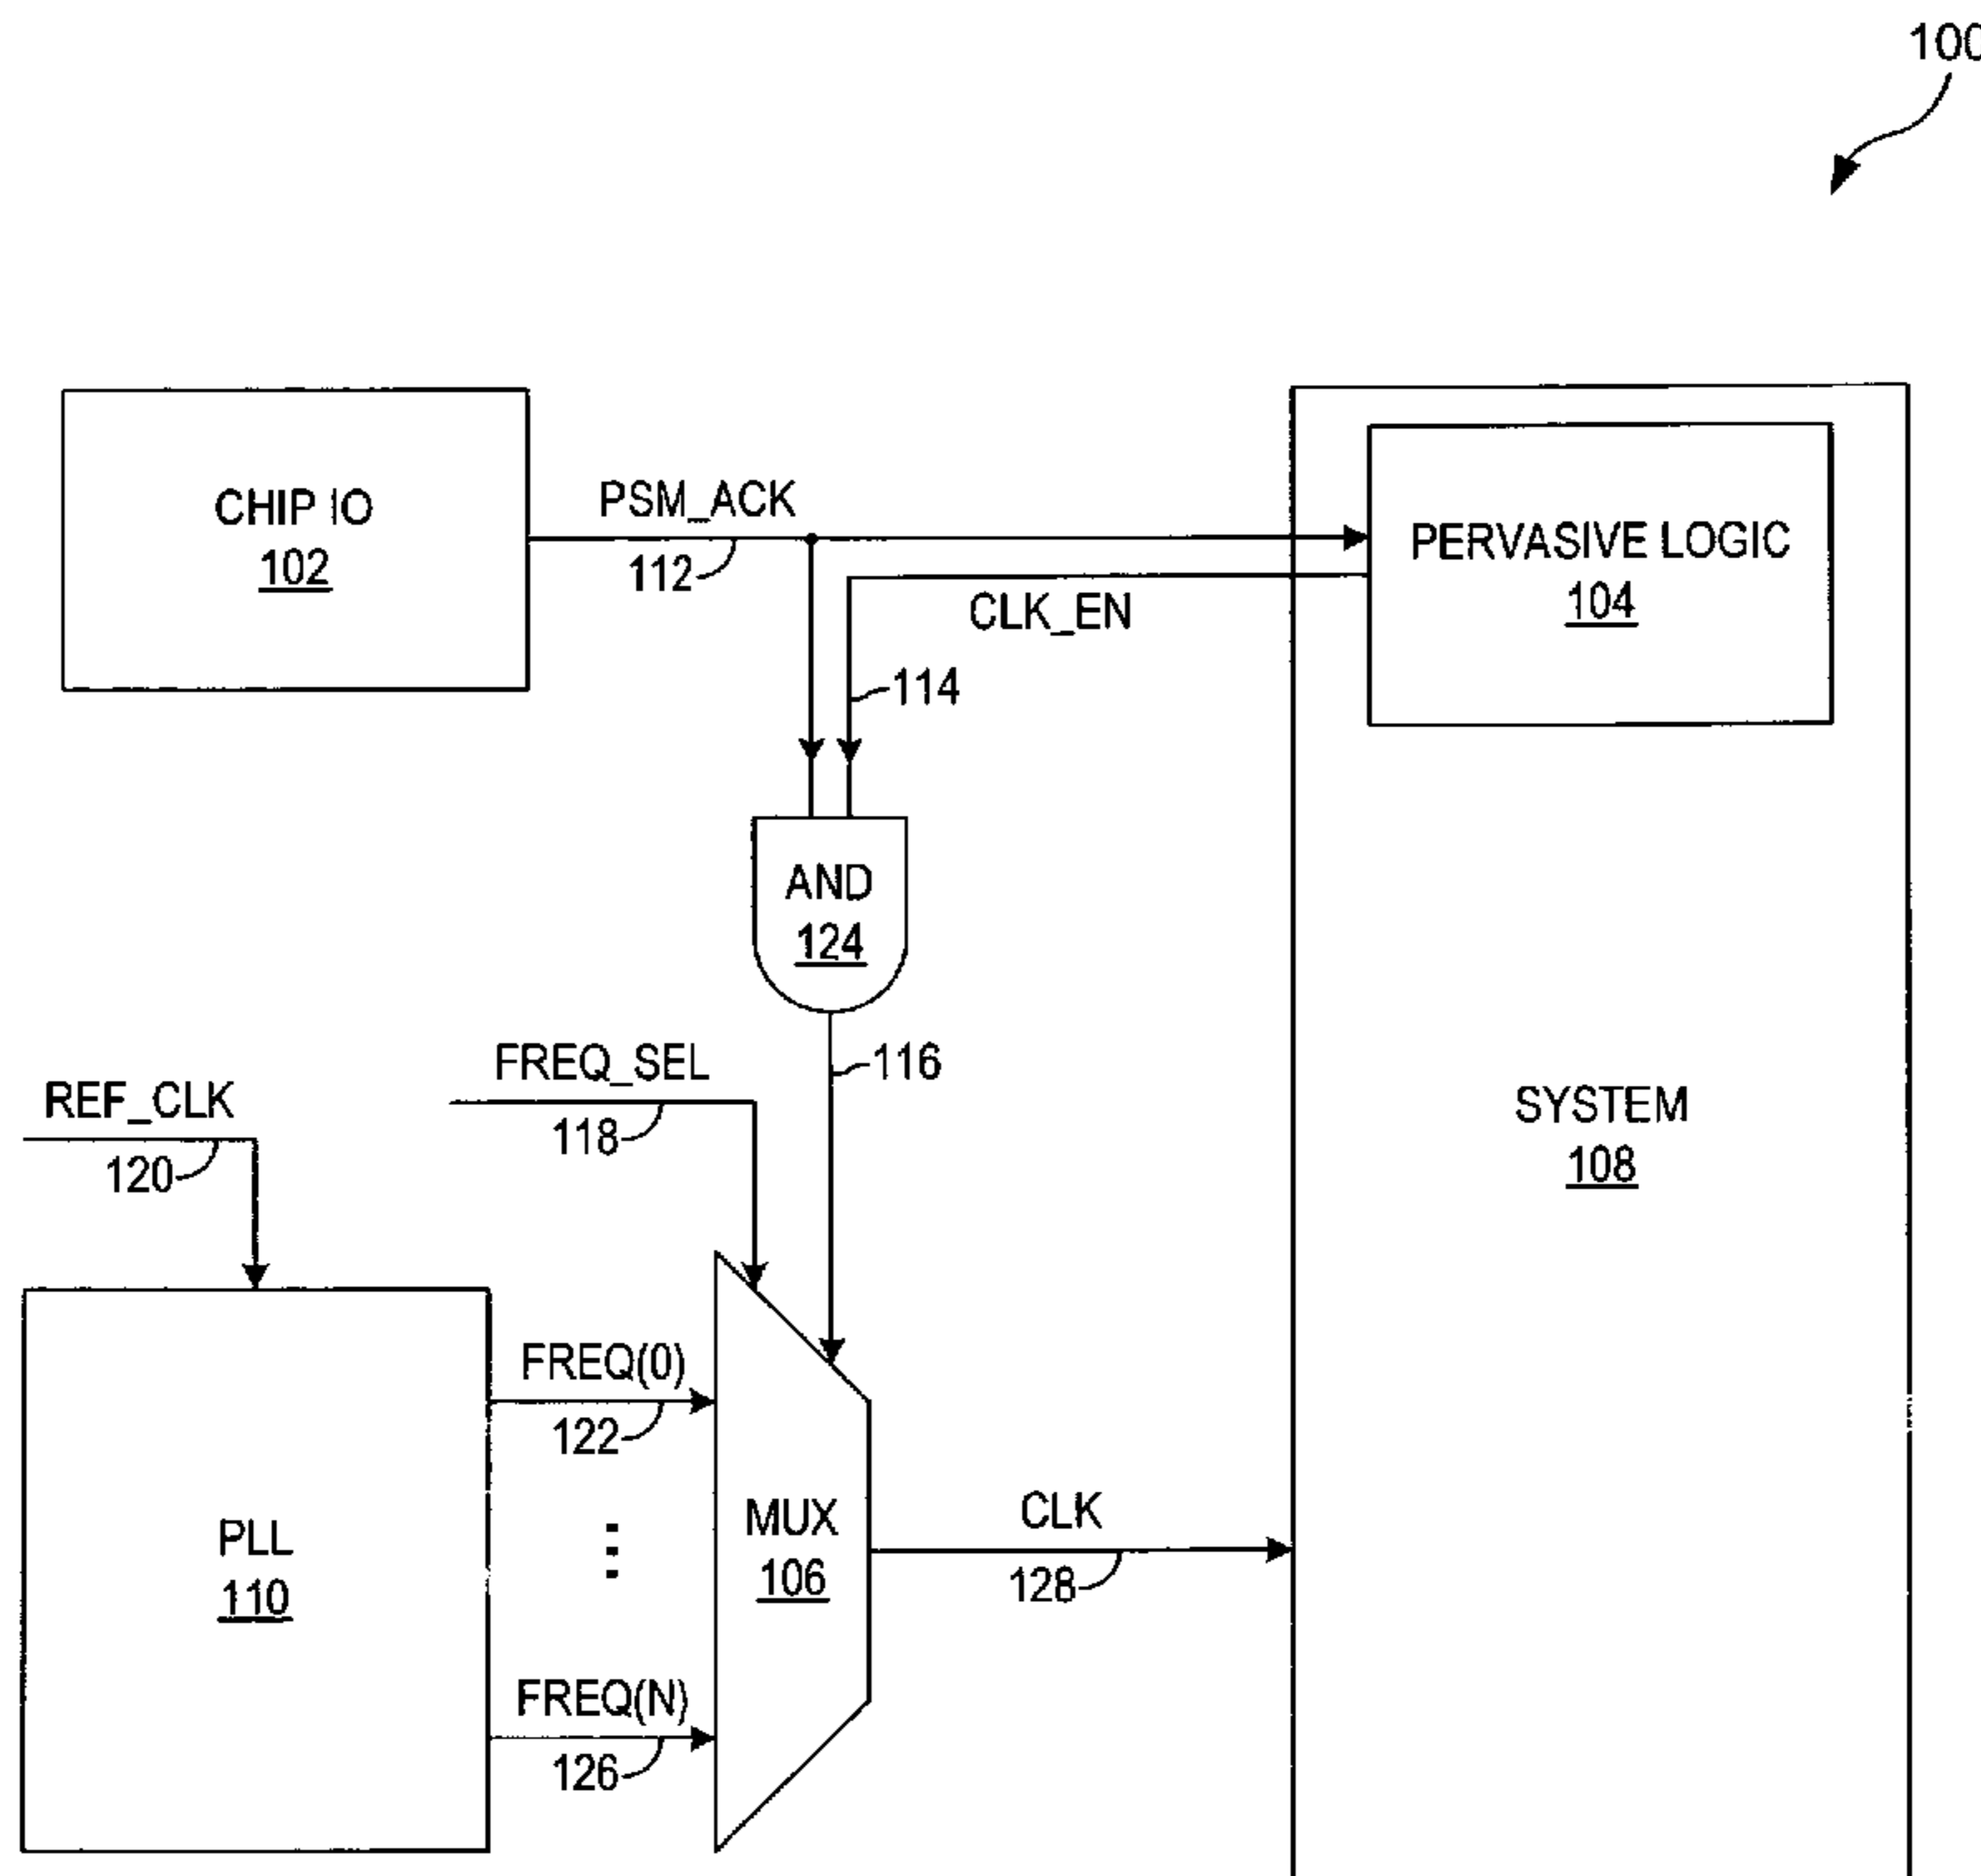 100
CHIP IO
102
PSM_ACK
112
PERVASIVE LOGIC
104
CLK_EN
114
AND
124
FREQ_SEL
118
116
REF_CLK
120
SYSTEM
108
FREQ(0)
122
PLL
110
MUX
106
CLK
128
FREQ(N)
126